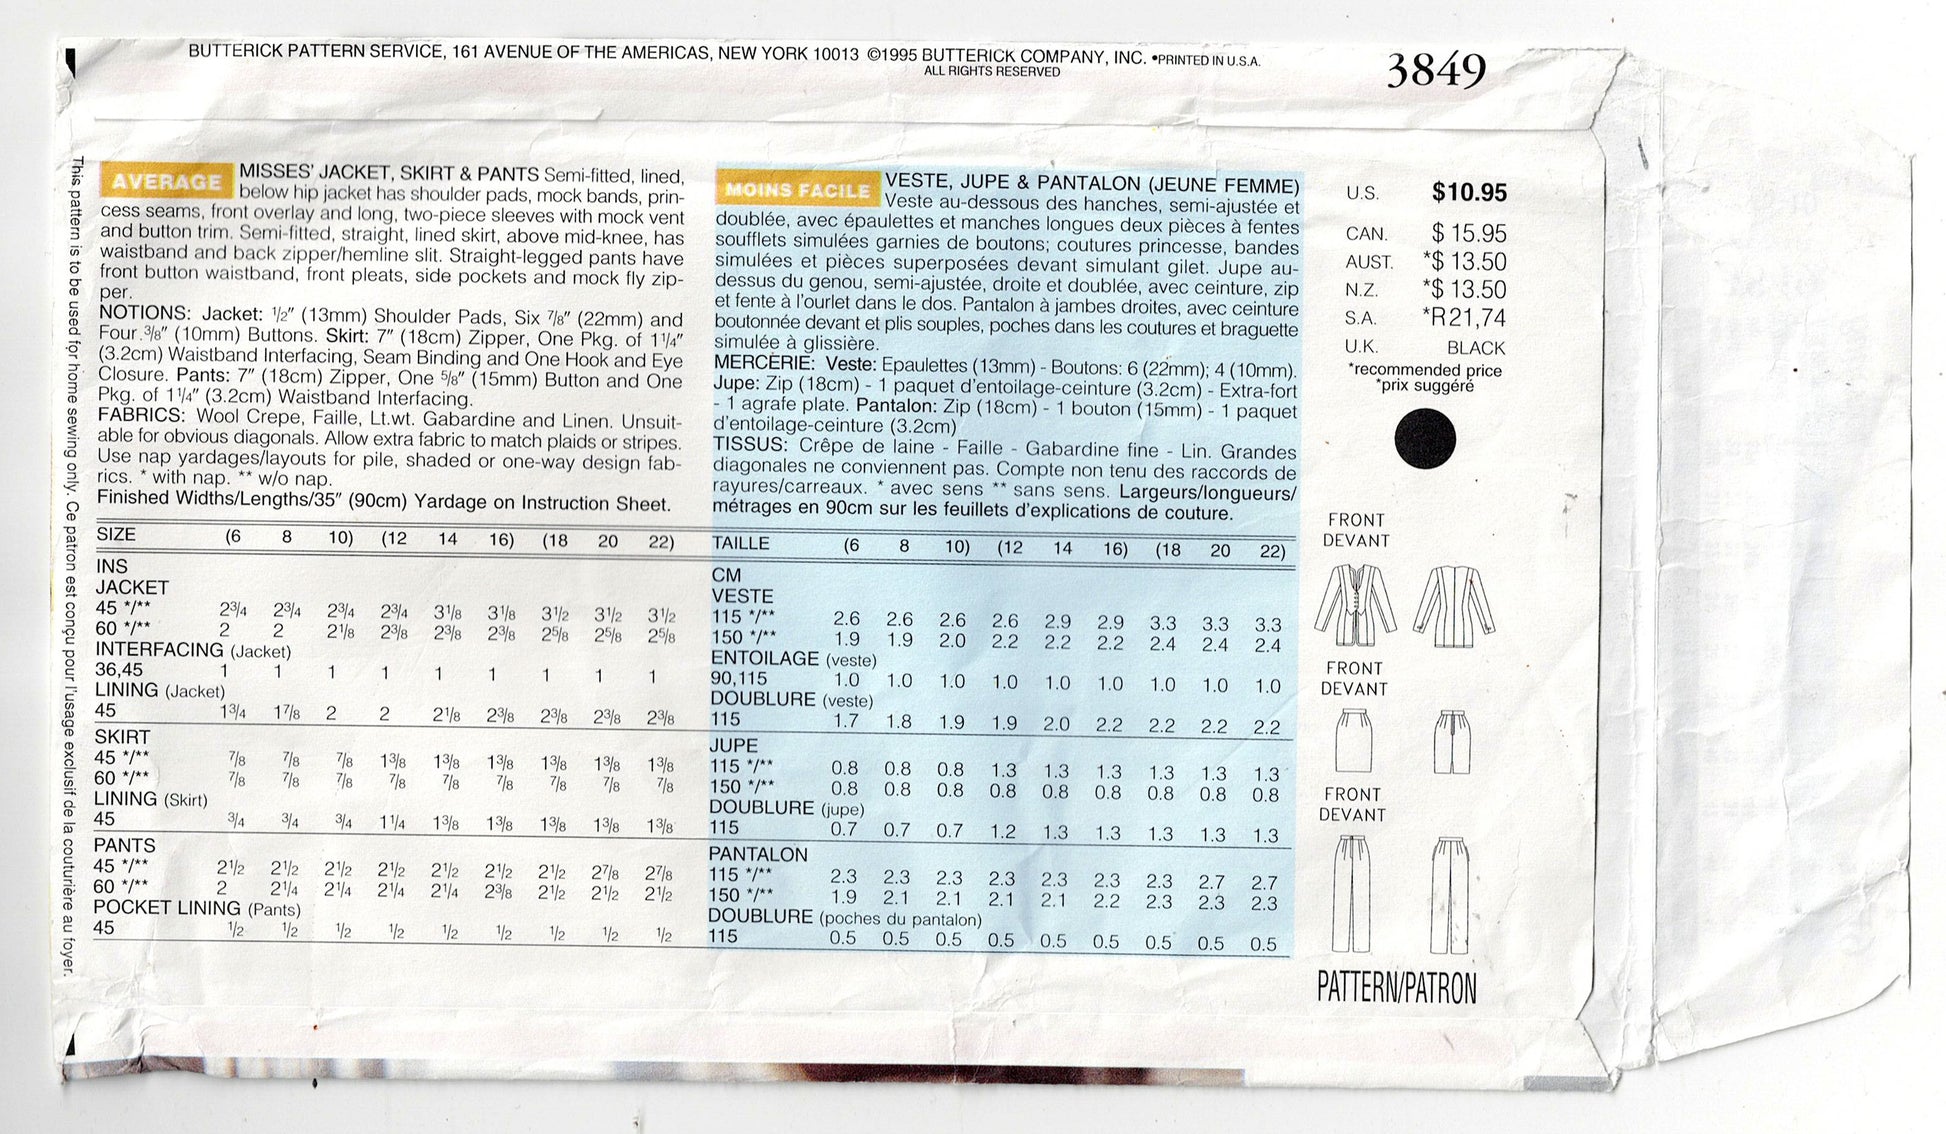 BUTTERICK PATTERN SERVICE, 161 AVENUE OF THE AMERICAS, NEW YORK 10013 ©1995 BUTTERICK COMPANY, INC. •PRINTED IN U.S.A.
ALL RIGHTS RESERVED
3849
This pattern is to be used for home sewing only. Ce patron est conçu pour l'usage exclusif de la couturière au foyer.
AVERAGE MISSES' JACKET, SKIRT & PANTS Semi-fitted, lined,
below hip jacket has shoulder pads, mock bands, prin-
cess seams, front overlay and long, two-piece sleeves with mock vent
and button trim. Semi-fitted, straight, lined skirt, above mid-knee, has
waistband and back zipper/hemline slit. Straight-legged pants have
front button waistband, front pleats, side pockets and mock fly zip-
per.
NOTIONS: Jacket: 1/2" (13mm) Shoulder Pads, Six 7/8" (22mm) and
Four 3/8" (10mm) Buttons. Skirt: 7" (18cm) Zipper, One Pkg. of 1 1/4"
(3.2cm) Waistband Interfacing, Seam Binding and One Hook and Eye
Closure. Pants: 7" (18cm) Zipper, One 5/8" (15mm) Button and One
Pkg. of 1 1/4" (3.2cm) Waistband Interfacing.
FABRICS: Wool Crepe, Faille, Lt.wt. Gabardine and Linen. Unsuit-
able for obvious diagonals. Allow extra fabric to match plaids or stripes.
Use nap yardages/layouts for pile, shaded or one-way design fab-
rics. * with nap. ** w/o nap.
Finished Widths/Lengths/35" (90cm) Yardage on Instruction Sheet.
SIZE (6 8 10) (12 14 16) (18 20 22)
INS
JACKET
45 */** 2 3/4 2 3/4 2 3/4 2 3/4 3 1/8 3 1/8 3 1/2 3 1/2 3 1/2
60 */** 2 2 2 1/8 2 3/8 2 3/8 2 3/8 2 5/8 2 5/8 2 5/8
INTERFACING (Jacket)
36,45 1 1 1 1 1 1 1 1 1
LINING (Jacket)
45 1 3/4 1 7/8 2 2 2 1/8 2 3/8 2 3/8 2 3/8 2 3/8
SKIRT
45 */** 7/8 7/8 7/8 1 3/8 1 3/8 1 3/8 1 3/8 1 3/8 1 3/8
60 */** 7/8 7/8 7/8 7/8 7/8 7/8 7/8 7/8 7/8
LINING (Skirt)
45 3/4 3/4 3/4 1 1/4 1 3/8 1 3/8 1 3/8 1 3/8 1 3/8
PANTS
45 */** 2 1/2 2 1/2 2 1/2 2 1/2 2 1/2 2 1/2 2 1/2 2 7/8 2 7/8
60 */** 2 2 1/4 2 1/4 2 1/4 2 1/4 2 3/8 2 1/2 2 1/2 2 1/2
POCKET LINING (Pants)
45 1/2 1/2 1/2 1/2 1/2 1/2 1/2 1/2 1/2
MOINS FACILE VESTE, JUPE & PANTALON (JEUNE FEMME)
Veste au-dessous des hanches, semi-ajustée et
doublée, avec épaulettes et manches longues deux pièces à fentes
soufflets simulées garnies de boutons; coutures princesse, bandes
simulées et pièces superposées devant simulant gilet. Jupe au-
dessus du genou, semi-ajustée, droite et doublée, avec ceinture, zip
et fente à l'ourlet dans le dos. Pantalon à jambes droites, avec ceinture
boutonnée devant et plis souples, poches dans les coutures et braguette
simulée à glissière.
MERCERIE: Veste: Epaulettes (13mm) - Boutons: 6 (22mm); 4 (10mm).
Jupe: Zip (18cm) - 1 paquet d'entoilage-ceinture (3.2cm) - Extra-fort
- 1 agrafe plate. Pantalon: Zip (18cm) - 1 bouton (15mm) - 1 paquet
d'entoilage-ceinture (3.2cm)
TISSUS: Crêpe de laine - Faille - Gabardine fine - Lin. Grandes
diagonales ne conviennent pas. Compte non tenu des raccords de
rayures/carreaux. * avec sens ** sans sens. Largeurs/longueurs/
métrages en 90cm sur les feuillets d'explications de couture.
TAILLE (6 8 10) (12 14 16) (18 20 22)
CM
VESTE
115 */** 2.6 2.6 2.6 2.6 2.9 2.9 3.3 3.3 3.3
150 */** 1.9 1.9 2.0 2.2 2.2 2.2 2.4 2.4 2.4
ENTOILAGE (veste)
90,115 1.0 1.0 1.0 1.0 1.0 1.0 1.0 1.0 1.0
DOUBLURE (veste)
115 1.7 1.8 1.9 1.9 2.0 2.2 2.2 2.2 2.2
JUPE
115 */** 0.8 0.8 0.8 1.3 1.3 1.3 1.3 1.3 1.3
150 */** 0.8 0.8 0.8 0.8 0.8 0.8 0.8 0.8 0.8
DOUBLURE (jupe)
115 0.7 0.7 0.7 1.2 1.3 1.3 1.3 1.3 1.3
PANTALON
115 */** 2.3 2.3 2.3 2.3 2.3 2.3 2.3 2.7 2.7
150 */** 1.9 2.1 2.1 2.1 2.1 2.2 2.3 2.3 2.3
DOUBLURE (poches du pantalon)
115 0.5 0.5 0.5 0.5 0.5 0.5 0.5 0.5 0.5
U.S. $10.95
CAN. $ 15.95
AUST. *$ 13.50
N.Z. *$ 13.50
S.A. *R21,74
U.K. BLACK
*recommended price
*prix suggéré
FRONT
DEVANT
FRONT
DEVANT
FRONT
DEVANT
PATTERN/PATRON